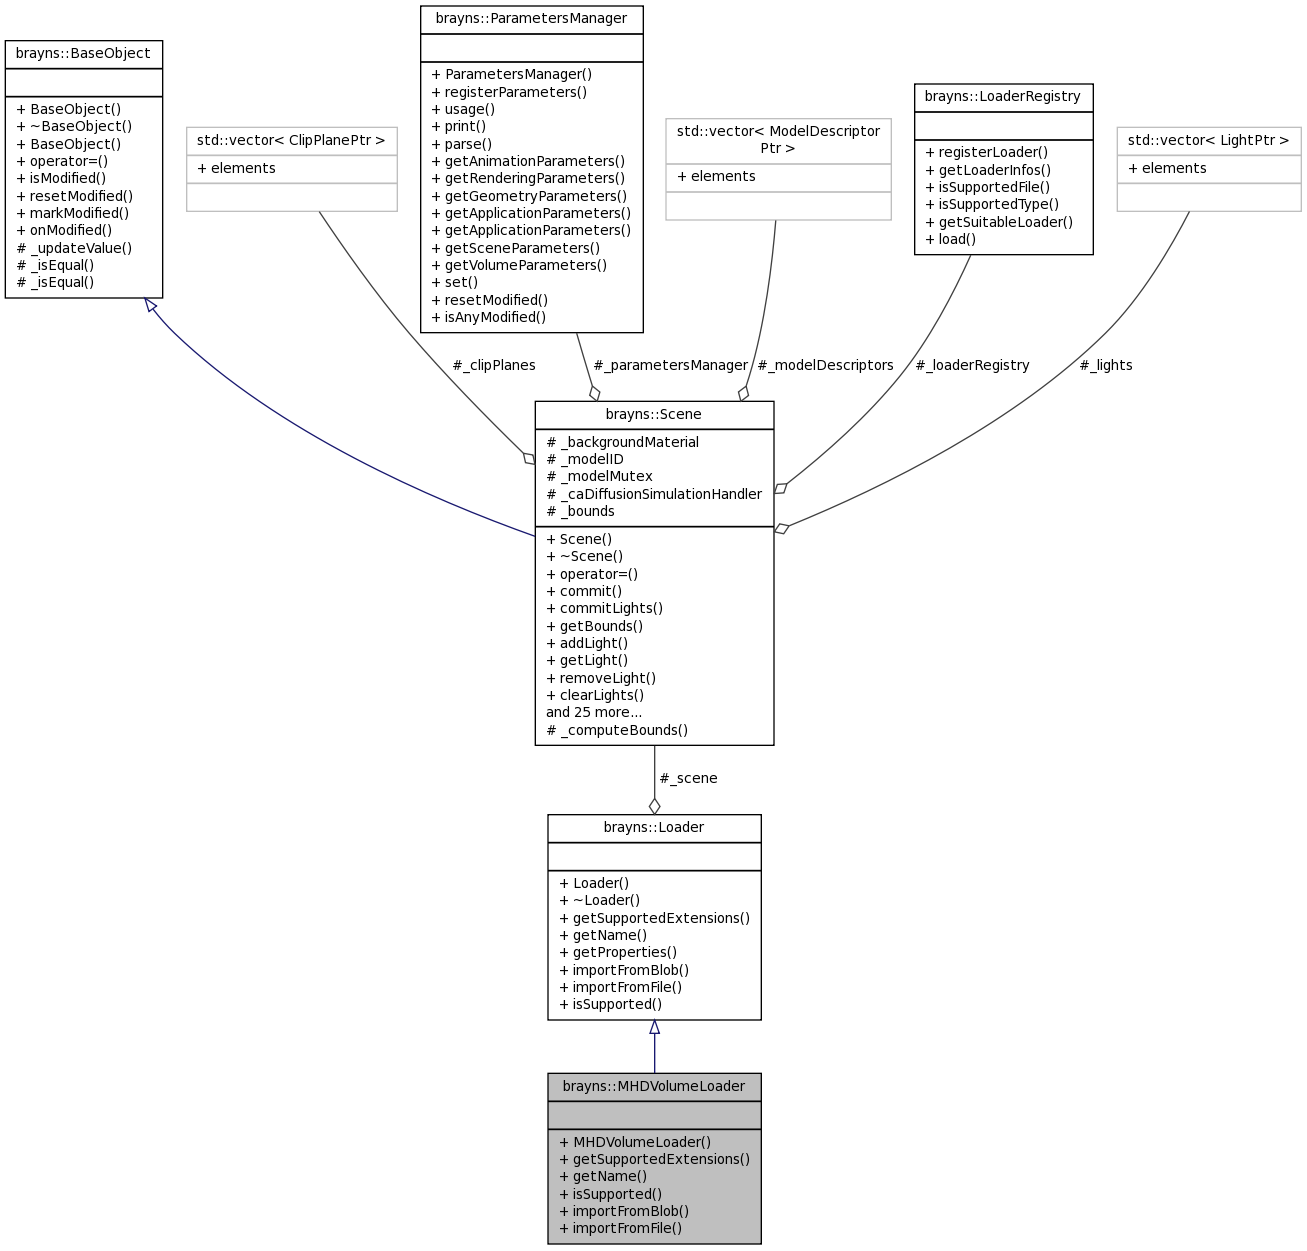 brayns::BaseObject
+ BaseObject()
+ ~BaseObject()
+ BaseObject()
+ operator=()
+ isModified()
+ resetModified()
+ markModified()
+ onModified()
# _updateValue()
# _isEqual()
# _isEqual()
std::vector< ClipPlanePtr >
+ elements
brayns::ParametersManager
+ ParametersManager()
+ registerParameters()
+ usage()
+ print()
+ parse()
+ getAnimationParameters()
+ getRenderingParameters()
+ getGeometryParameters()
+ getApplicationParameters()
+ getApplicationParameters()
+ getSceneParameters()
+ getVolumeParameters()
+ set()
+ resetModified()
+ isAnyModified()
std::vector< ModelDescriptor
Ptr >
+ elements
brayns::LoaderRegistry
+ registerLoader()
+ getLoaderInfos()
+ isSupportedFile()
+ isSupportedType()
+ getSuitableLoader()
+ load()
std::vector< LightPtr >
+ elements
#_clipPlanes
#_parametersManager
#_modelDescriptors
#_loaderRegistry
#_lights
brayns::Scene
# _backgroundMaterial
# _modelID
# _modelMutex
# _caDiffusionSimulationHandler
# _bounds
+ Scene()
+ ~Scene()
+ operator=()
+ commit()
+ commitLights()
+ getBounds()
+ addLight()
+ getLight()
+ removeLight()
+ clearLights()
and 25 more...
# _computeBounds()
#_scene
brayns::Loader
+ Loader()
+ ~Loader()
+ getSupportedExtensions()
+ getName()
+ getProperties()
+ importFromBlob()
+ importFromFile()
+ isSupported()
brayns::MHDVolumeLoader
+ MHDVolumeLoader()
+ getSupportedExtensions()
+ getName()
+ isSupported()
+ importFromBlob()
+ importFromFile()